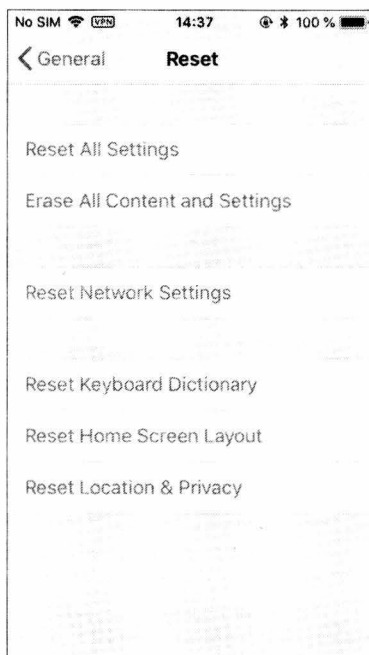 No SIM VPN 14:37 100 %
General Reset
Reset All Settings
Erase All Content and Settings
Reset Network Settings
Reset Keyboard Dictionary
Reset Home Screen Layout
Reset Location & Privacy